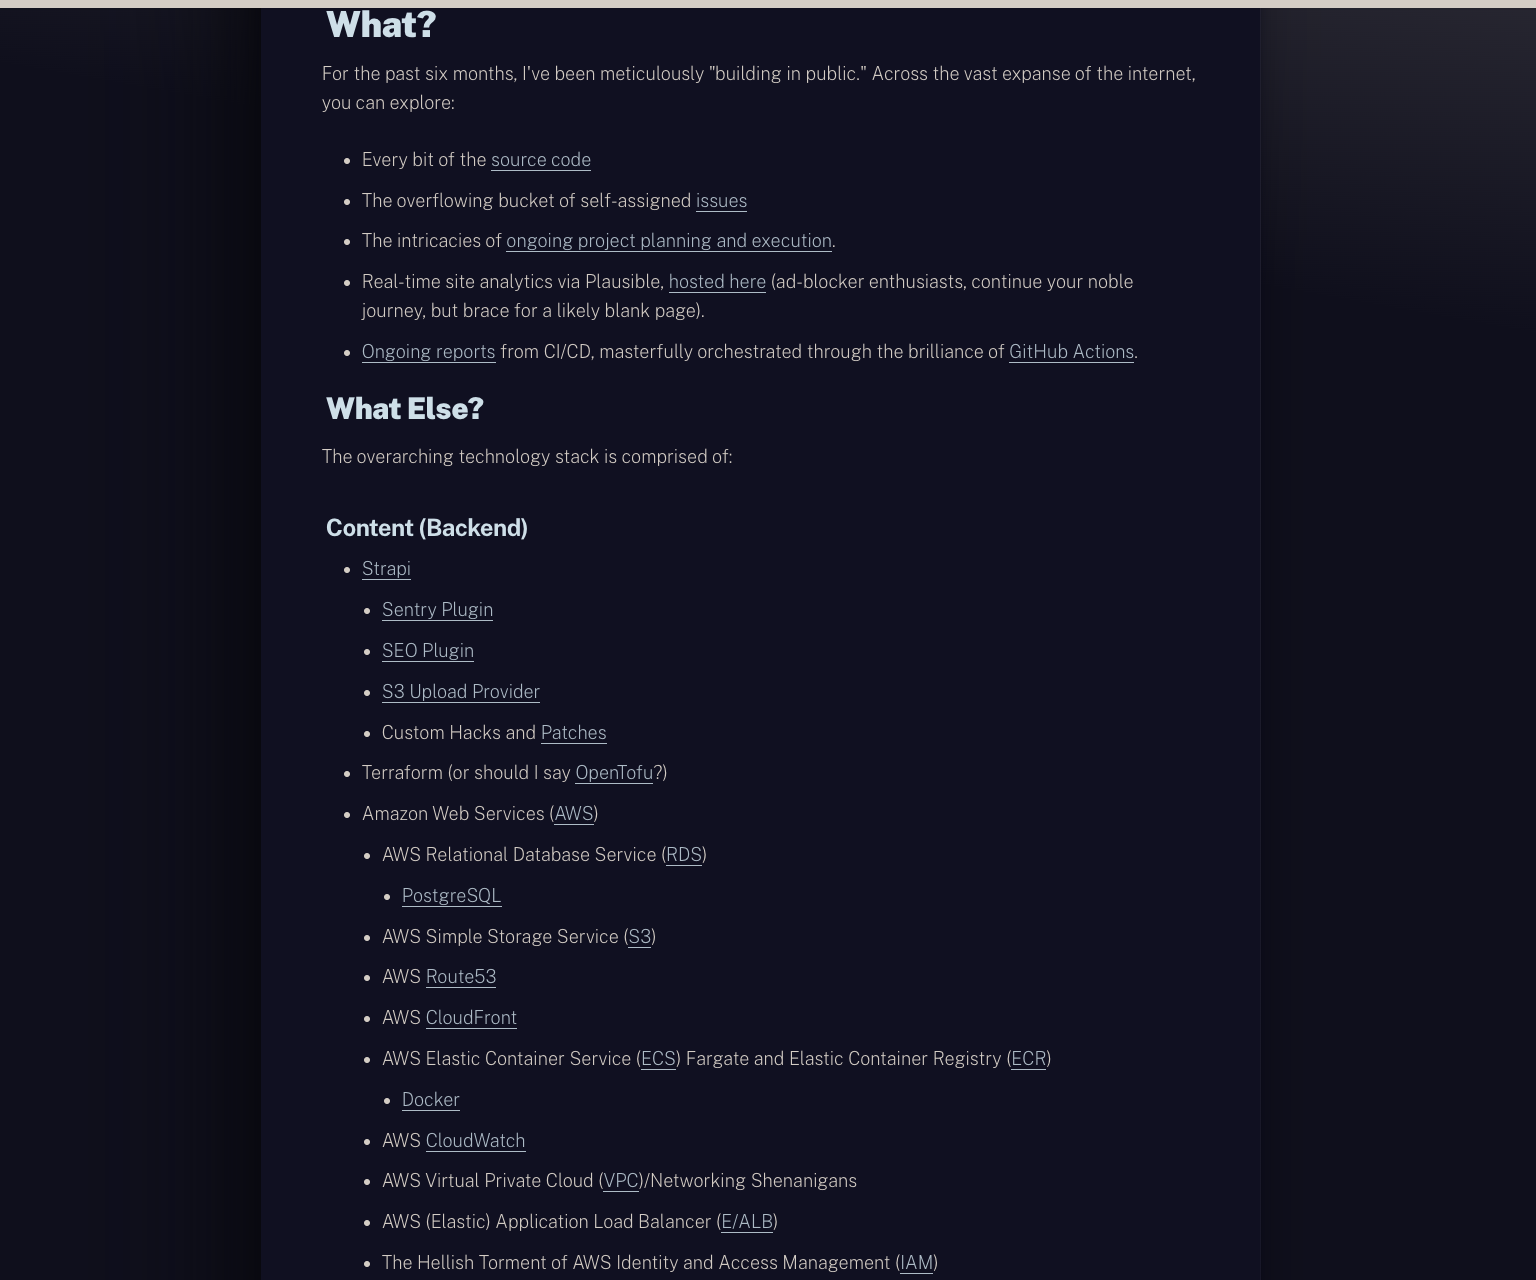 What?
For the past six months, I've been meticulously "building in public." Across the vast expanse of the internet,
you can explore:
Every bit of the source code
The overflowing bucket of self-assigned issues
The intricacies of ongoing project planning and execution.
Real-time site analytics via Plausible, hosted here (ad-blocker enthusiasts, continue your noble
journey, but brace for a likely blank page).
Ongoing reports from CI/CD, masterfully orchestrated through the brilliance of GitHub Actions.
What Else?
The overarching technology stack is comprised of:
Content (Backend)
Strapi
Sentry Plugin
SEO Plugin
S3 Upload Provider
Custom Hacks and Patches
Terraform (or should I say OpenTofu?)
Amazon Web Services (AWS)
AWS Relational Database Service (RDS)
PostgreSQL
AWS Simple Storage Service (S3)
AWS Route53
AWS CloudFront
AWS Elastic Container Service (ECS) Fargate and Elastic Container Registry (ECR)
Docker
AWS CloudWatch
AWS Virtual Private Cloud (VPC)/Networking Shenanigans
AWS (Elastic) Application Load Balancer (E/ALB)
The Hellish Torment of AWS Identity and Access Management (IAM)